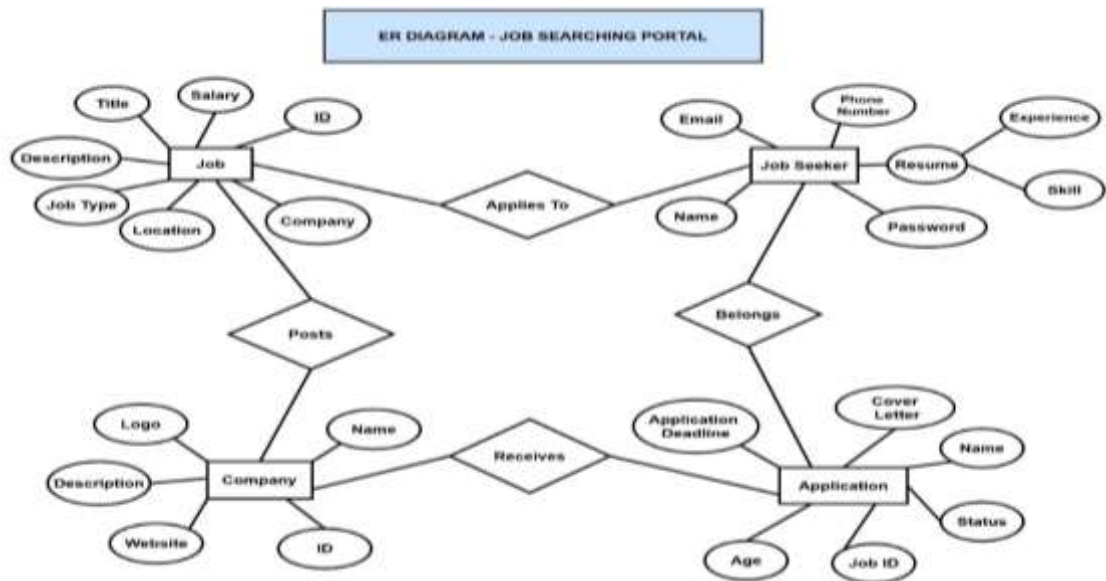 ER DIAGRAM - JOB SEARCHING PORTAL
Title
Salary
ID
Description
Job
Job Type
Location
Company
Applies To
Email
Phone
Number
Experience
Job Seeker
Resume
Skill
Name
Password
Posts
Belongs
Logo
Name
Description
Company
Website
ID
Receives
Application
Deadline
Cover
Letter
Name
Application
Status
Age
Job ID